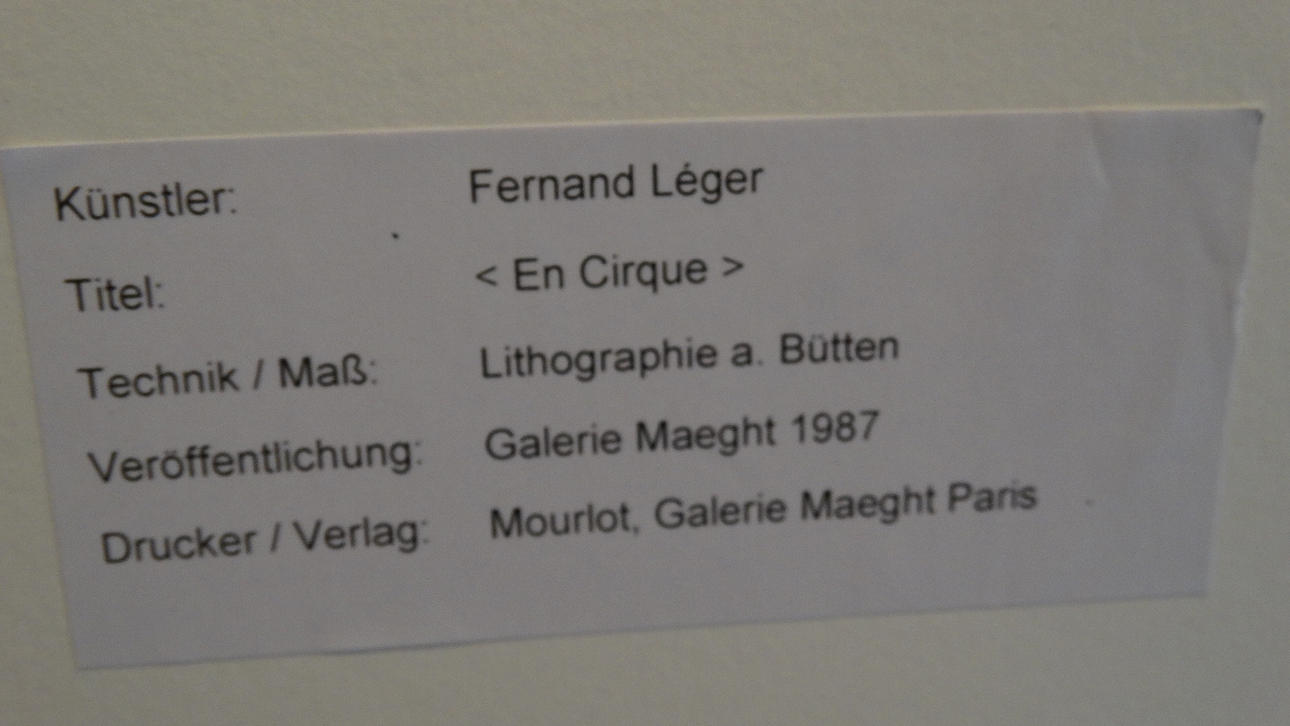 Künstler: Fernand Léger
Titel: < En Cirque >
Technik / Maß: Lithographie a. Bütten
Veröffentlichung: Galerie Maeght 1987
Drucker / Verlag: Mourlot, Galerie Maeght Paris